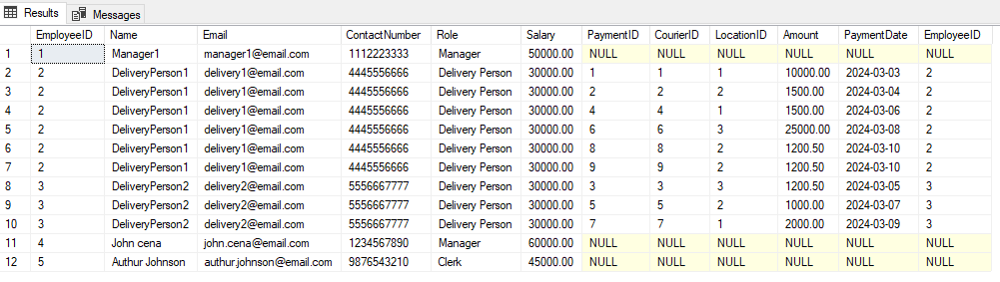 Results Messages
EmployeeID Name Email ContactNumber Role Salary PaymentID CourierID LocationID Amount PaymentDate EmployeeID
1 1 Manager1 manager1@email.com 1112223333 Manager 50000.00 NULL NULL NULL NULL NULL NULL
2 2 DeliveryPerson1 delivery1@email.com 4445556666 Delivery Person 30000.00 1 1 1 10000.00 2024-03-03 2
3 2 DeliveryPerson1 delivery1@email.com 4445556666 Delivery Person 30000.00 2 2 2 1500.00 2024-03-04 2
4 2 DeliveryPerson1 delivery1@email.com 4445556666 Delivery Person 30000.00 4 4 1 1500.00 2024-03-06 2
5 2 DeliveryPerson1 delivery1@email.com 4445556666 Delivery Person 30000.00 6 6 3 25000.00 2024-03-08 2
6 2 DeliveryPerson1 delivery1@email.com 4445556666 Delivery Person 30000.00 8 8 2 1200.50 2024-03-10 2
7 2 DeliveryPerson1 delivery1@email.com 4445556666 Delivery Person 30000.00 9 9 2 1200.50 2024-03-10 2
8 3 DeliveryPerson2 delivery2@email.com 5556667777 Delivery Person 30000.00 3 3 3 1200.50 2024-03-05 3
9 3 DeliveryPerson2 delivery2@email.com 5556667777 Delivery Person 30000.00 5 5 2 1000.00 2024-03-07 3
10 3 DeliveryPerson2 delivery2@email.com 5556667777 Delivery Person 30000.00 7 7 1 2000.00 2024-03-09 3
11 4 John cena john.cena@email.com 1234567890 Manager 60000.00 NULL NULL NULL NULL NULL NULL
12 5 Authur Johnson authur.johnson@email.com 9876543210 Clerk 45000.00 NULL NULL NULL NULL NULL NULL